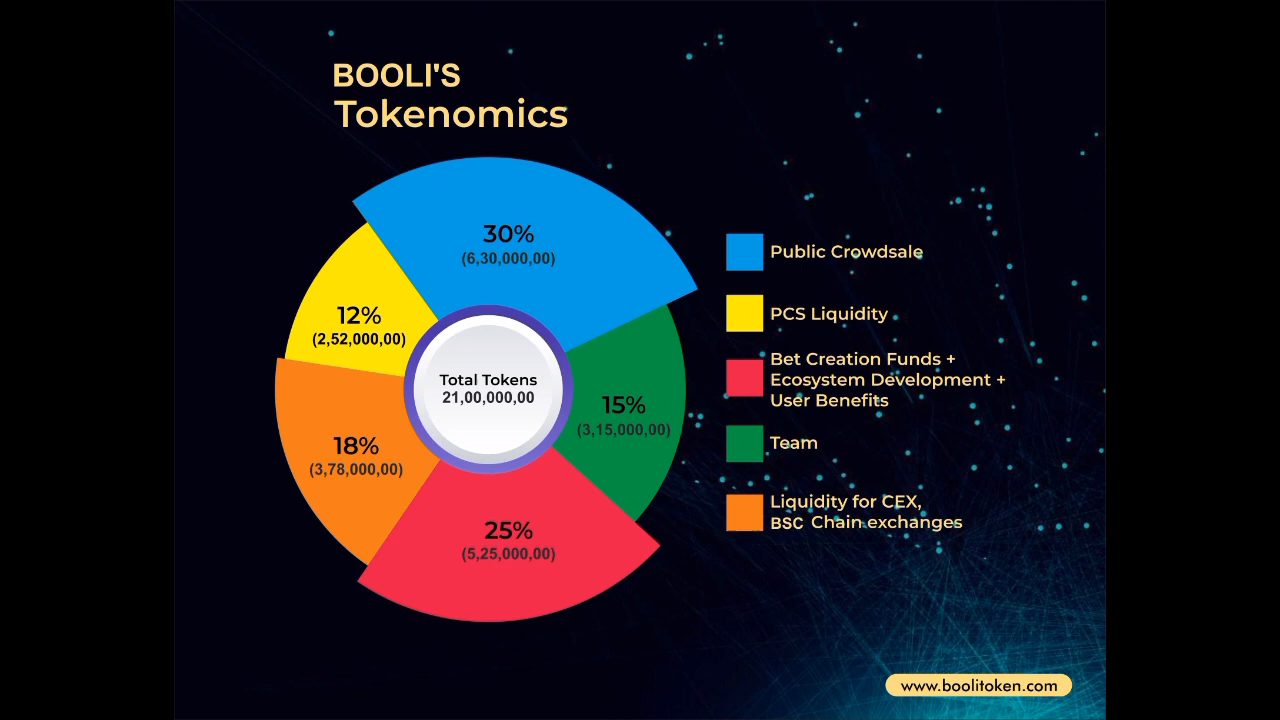 BOOLI'S
Tokenomics
30%
(6,30,000,00)
12%
(2,52,000,00)
Total Tokens
21,00,000,00
15%
(3,15,000,00)
18%
(3,78,000,00)
25%
(5,25,000,00)
Public Crowdsale
PCS Liquidity
Bet Creation Funds +
Ecosystem Development +
User Benefits
Team
Liquidity for CEX,
BSC Chain exchanges
www.boolitoken.com